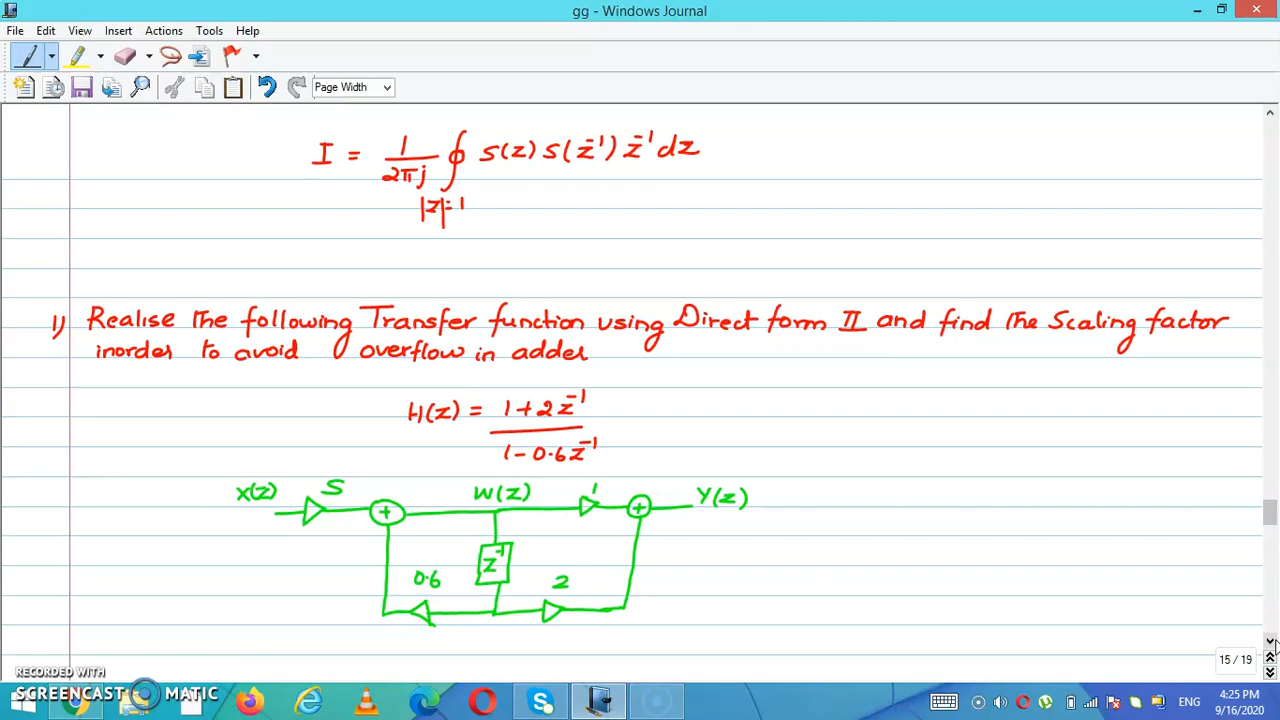 gg - Windows Journal
File Edit View Insert Actions Tools Help
Page Width
I = 1/2πj ∮ S(z) S(z⁻¹) z⁻¹ dz
|z|=1
1) Realise the following Transfer function using Direct form II and find the Scaling factor
inorder to avoid overflow in adder
H(z) = 1 + 2z⁻¹
1 - 0.6z⁻¹
X(z) S + W(z) 1 + Y(z)
z⁻¹
0.6 2
15 / 19
RECORDED WITH
SCREENCAST MATIC
ENG
4:25 PM
9/16/2020